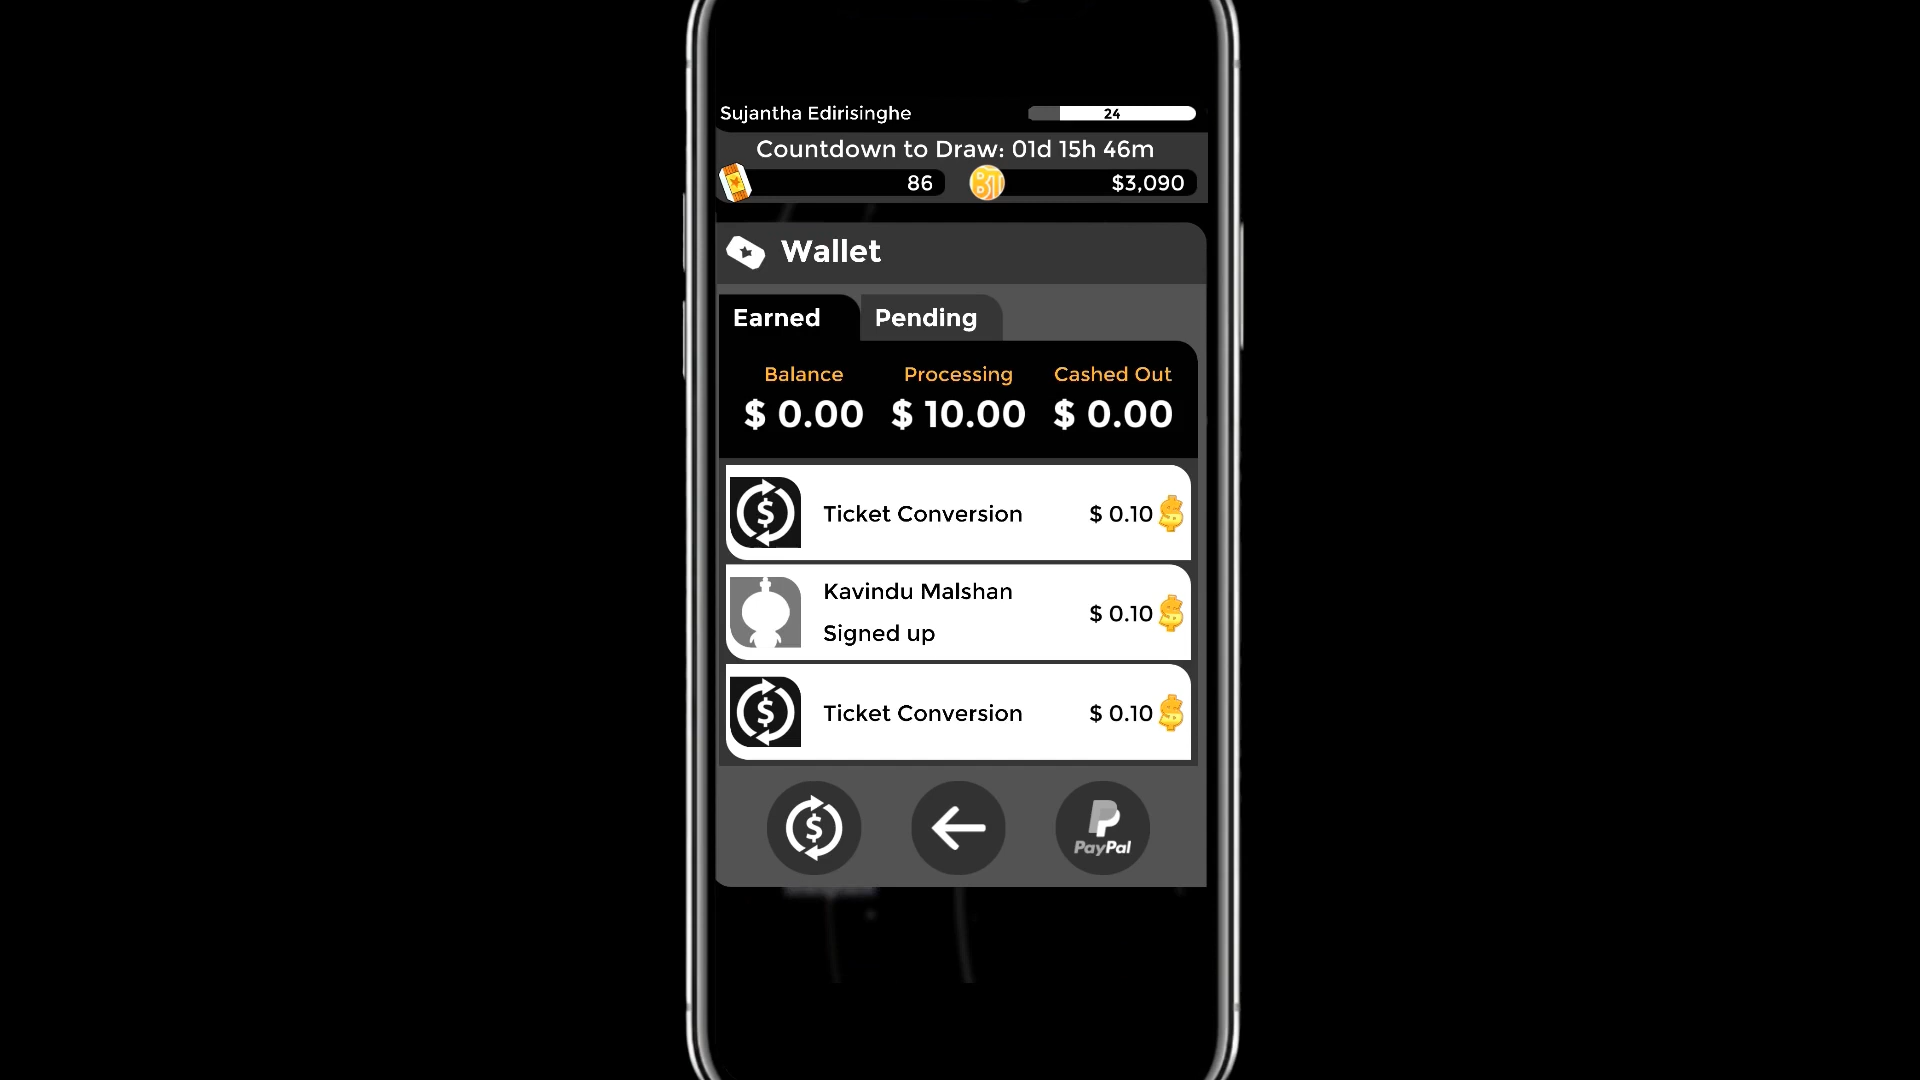 Sujantha Edirisinghe
24
Countdown to Draw: 01d 15h 46m
86
$3,090
Wallet
Earned
Pending
Balance
Processing
Cashed Out
$ 0.00
$ 10.00
$ 0.00
Ticket Conversion
$ 0.10
Kavindu Malshan
Signed up
$ 0.10
Ticket Conversion
$ 0.10
PayPal